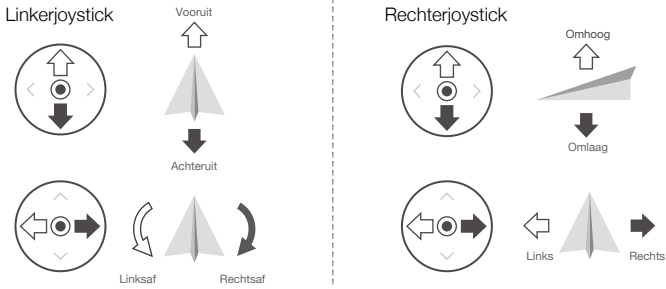 Linkerjoystick
Vooruit
Achteruit
Linksaf
Rechtsaf
Rechterjoystick
Omhoog
Omlaag
Links
Rechts